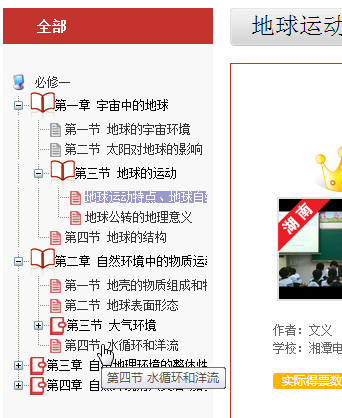 全部
地球运动
必修一
第一章 宇宙中的地球
第一节 地球的宇宙环境
第二节 太阳对地球的影响
第三节 地球的运动
地球运动特点、地球自
地球公转的地理意义
第四节 地球的结构
第二章 自然环境中的物质运
第一节 地壳的物质组成和
第二节 地球表面形态
第三节 大气环境
第四节 水循环和洋流
第四节 水循环和洋流
第三章 自然地理环境的整体性
第四章
湖南
作者：文义
学校：湘潭电
实际得票数